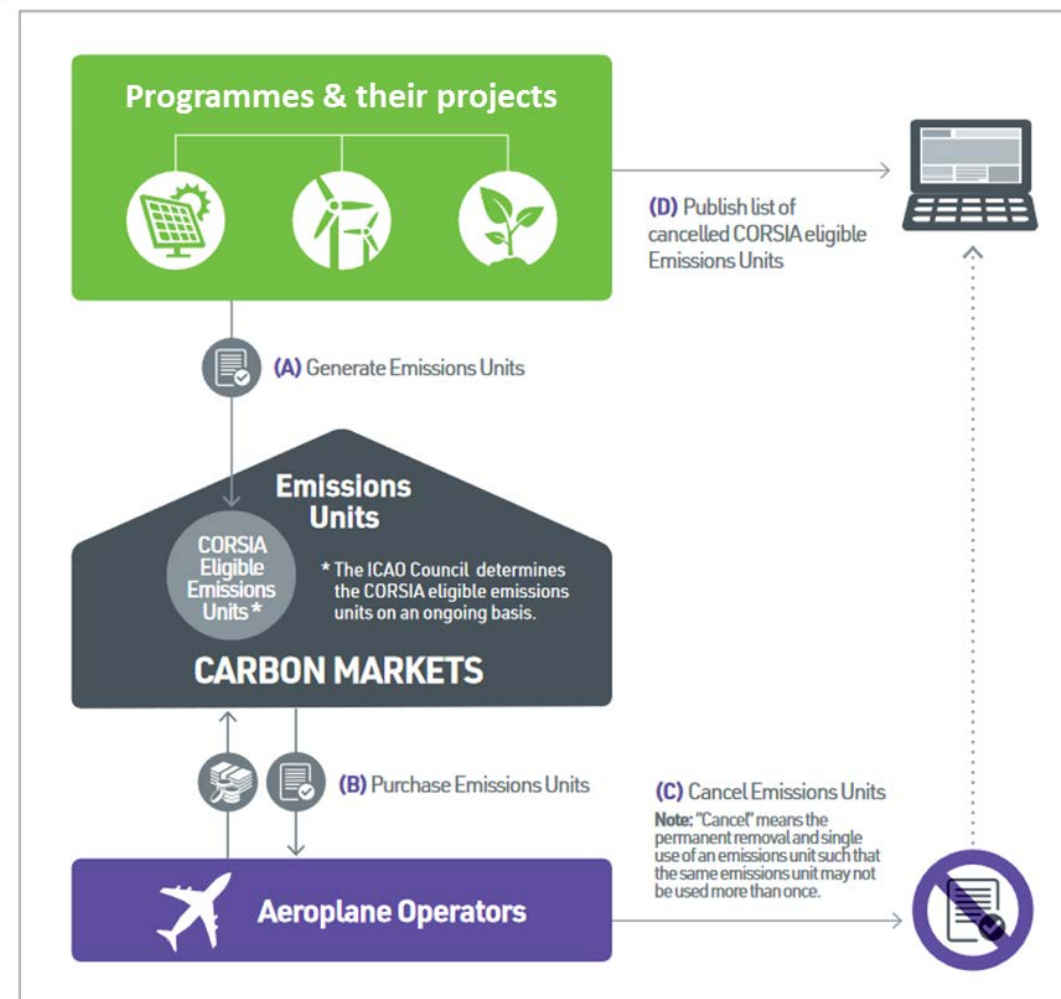 Programmes & their projects
(D) Publish list of
cancelled CORSIA eligible
Emissions Units
(A) Generate Emissions Units
Emissions
Units
CORSIA
Eligible
Emissions
Units *
* The ICAO Council determines
the CORSIA eligible emissions
units on an ongoing basis.
CARBON MARKETS
(B) Purchase Emissions Units
(C) Cancel Emissions Units
Note: "Cancel" means the
permanent removal and single
use of an emissions unit such that
the same emissions unit may not
be used more than once.
Aeroplane Operators